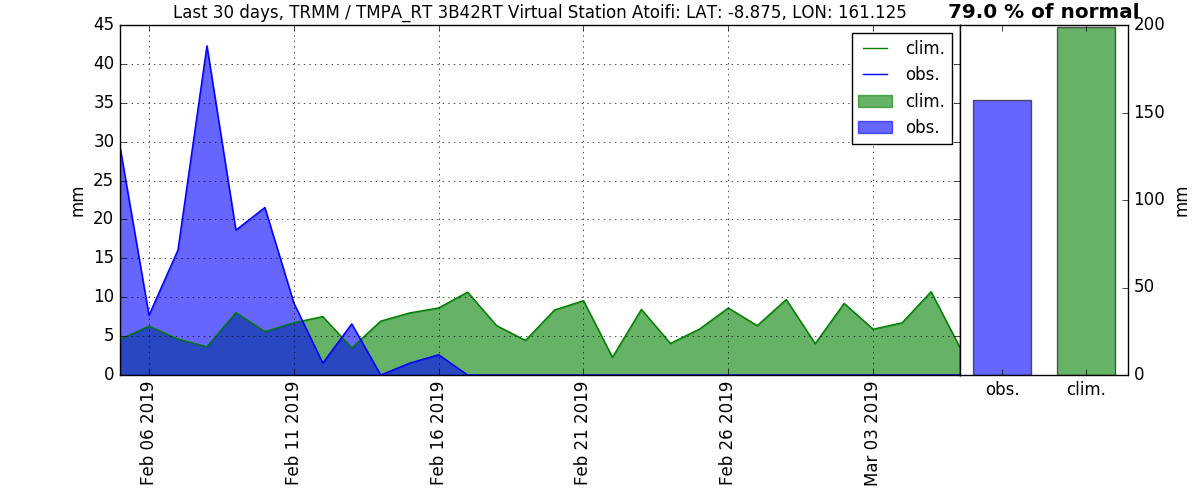 Last 30 days, TRMM / TMPA_RT 3B42RT Virtual Station Atoifi: LAT: -8.875, LON: 161.125
79.0 % of normal
45
40
35
30
25
20
15
10
5
0
mm
clim.
obs.
clim.
obs.
Feb 06 2019
Feb 11 2019
Feb 16 2019
Feb 21 2019
Feb 26 2019
Mar 03 2019
200
150
100
50
0
mm
obs.
clim.